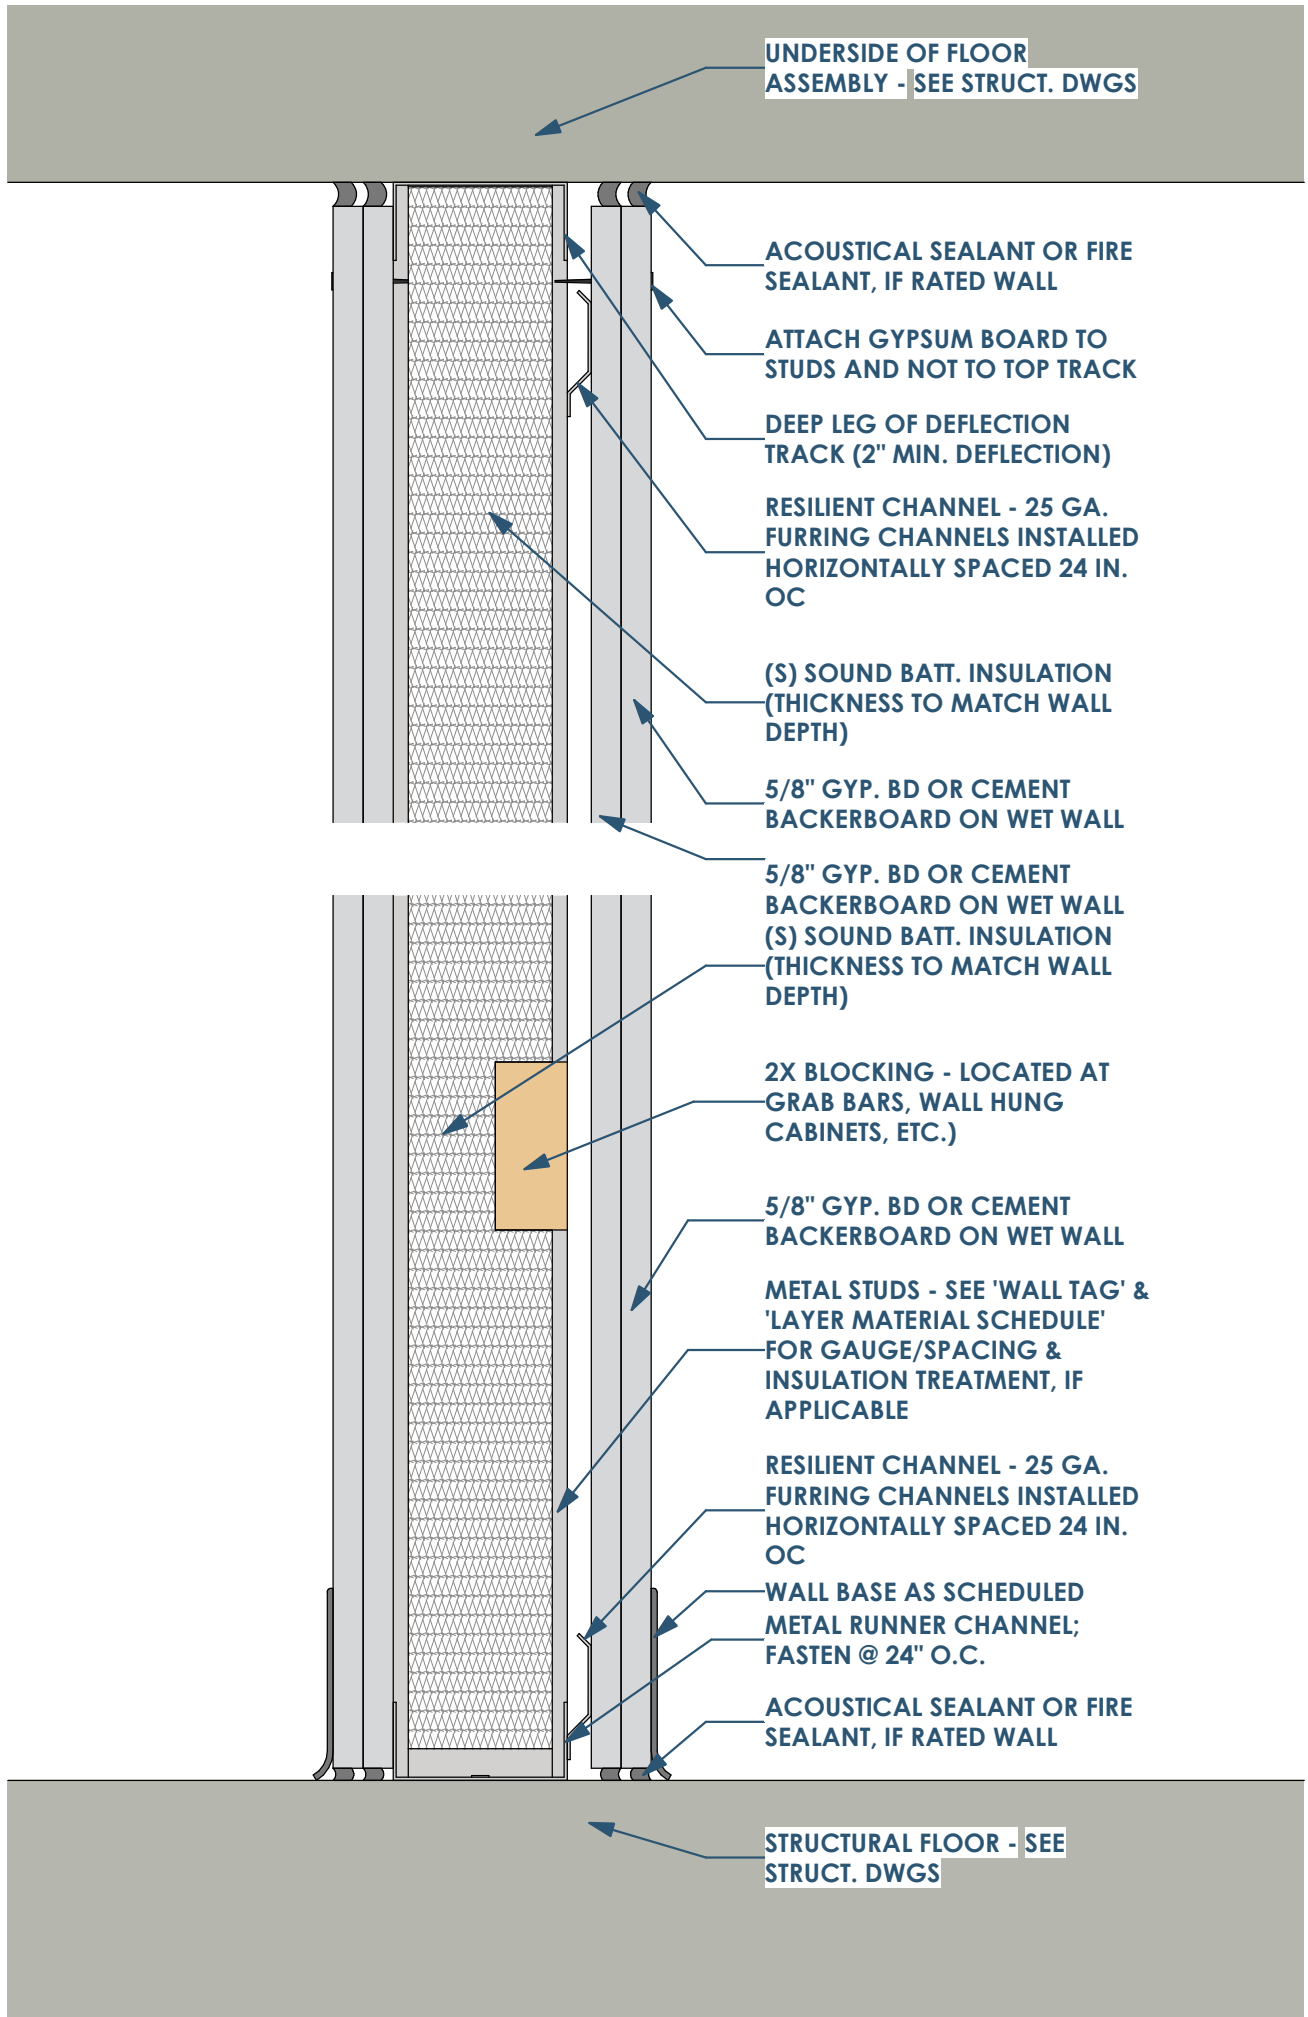 UNDERSIDE OF FLOOR
ASSEMBLY - SEE STRUCT. DWGS
ACOUSTICAL SEALANT OR FIRE
SEALANT, IF RATED WALL
ATTACH GYPSUM BOARD TO
STUDS AND NOT TO TOP TRACK
DEEP LEG OF DEFLECTION
TRACK (2" MIN. DEFLECTION)
RESILIENT CHANNEL - 25 GA.
FURRING CHANNELS INSTALLED
HORIZONTALLY SPACED 24 IN.
OC
(S) SOUND BATT. INSULATION
(THICKNESS TO MATCH WALL
DEPTH)
5/8" GYP. BD OR CEMENT
BACKERBOARD ON WET WALL
5/8" GYP. BD OR CEMENT
BACKERBOARD ON WET WALL
(S) SOUND BATT. INSULATION
(THICKNESS TO MATCH WALL
DEPTH)
2X BLOCKING - LOCATED AT
GRAB BARS, WALL HUNG
CABINETS, ETC.)
5/8" GYP. BD OR CEMENT
BACKERBOARD ON WET WALL
METAL STUDS - SEE 'WALL TAG' &
'LAYER MATERIAL SCHEDULE'
FOR GAUGE/SPACING &
INSULATION TREATMENT, IF
APPLICABLE
RESILIENT CHANNEL - 25 GA.
FURRING CHANNELS INSTALLED
HORIZONTALLY SPACED 24 IN.
OC
WALL BASE AS SCHEDULED
METAL RUNNER CHANNEL;
FASTEN @ 24" O.C.
ACOUSTICAL SEALANT OR FIRE
SEALANT, IF RATED WALL
STRUCTURAL FLOOR - SEE
STRUCT. DWGS